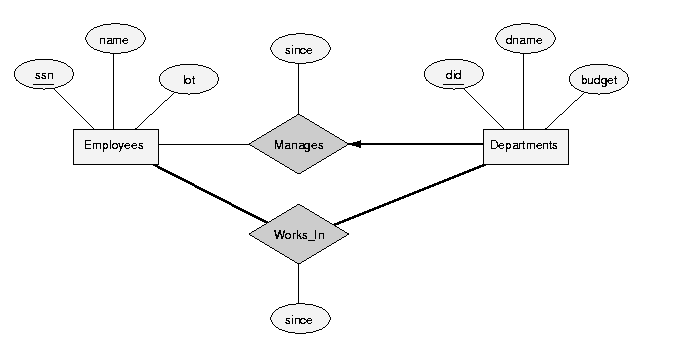 name
since
dname
ssn
lot
did
budget
Employees
Manages
Departments
Works_In
since